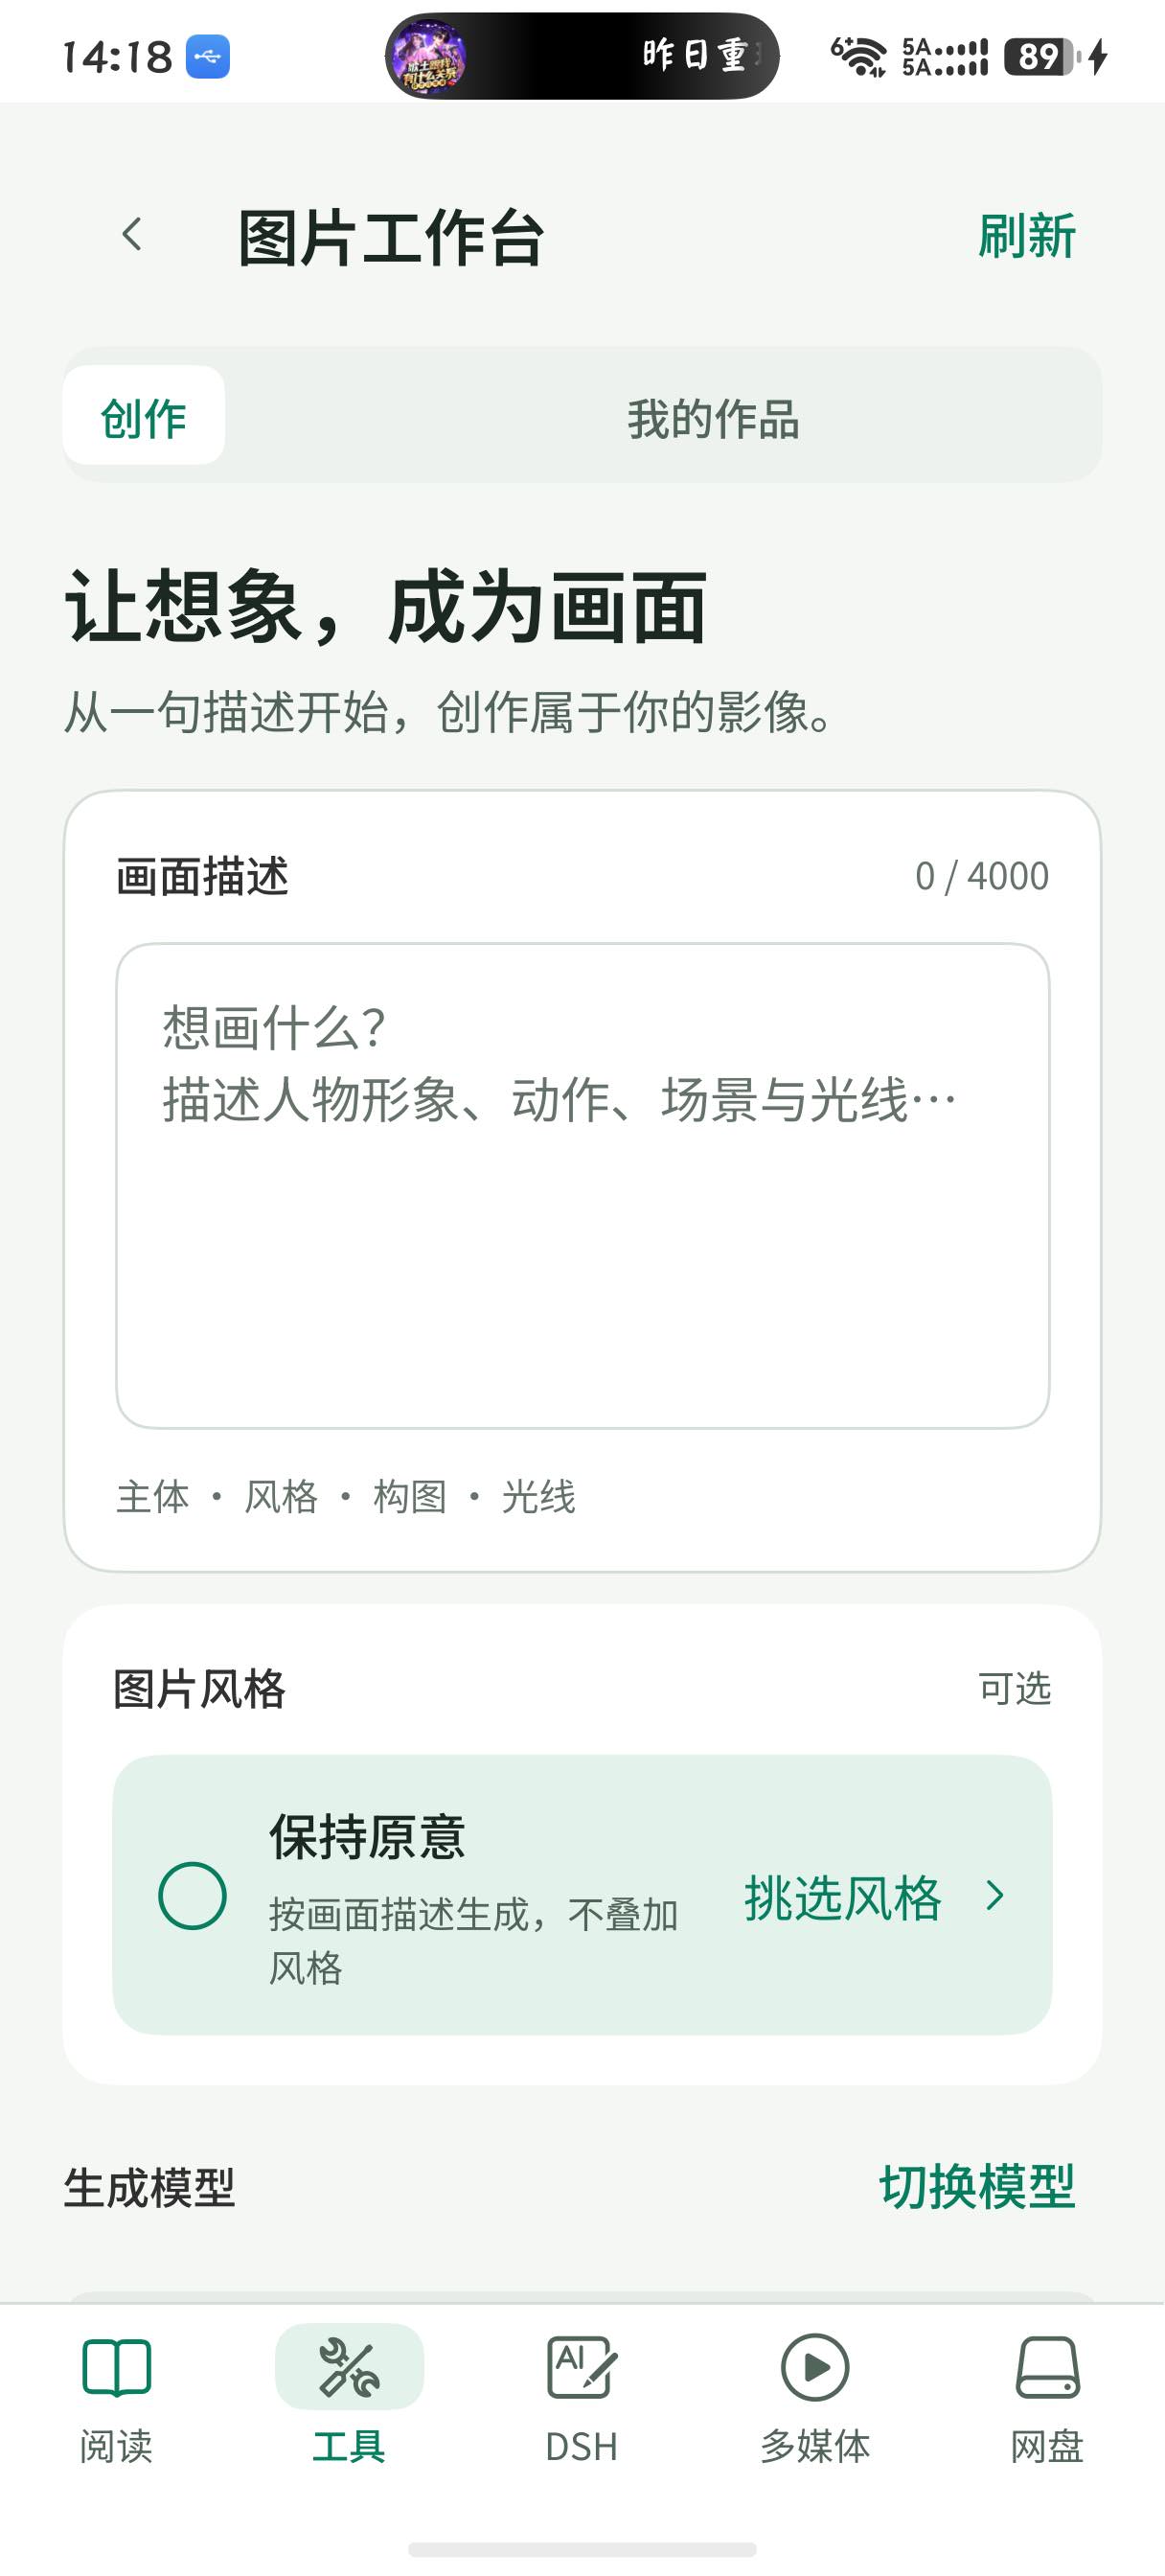 14:18
昨日重
5A
5A
89
图片工作台
刷新
创作
我的作品
让想象，成为画面
从一句描述开始，创作属于你的影像。
画面描述
0 / 4000
想画什么？
描述人物形象、动作、场景与光线…
主体 · 风格 · 构图 · 光线
图片风格
可选
保持原意
按画面描述生成，不叠加
风格
挑选风格
生成模型
切换模型
AI
阅读
工具
DSH
多媒体
网盘